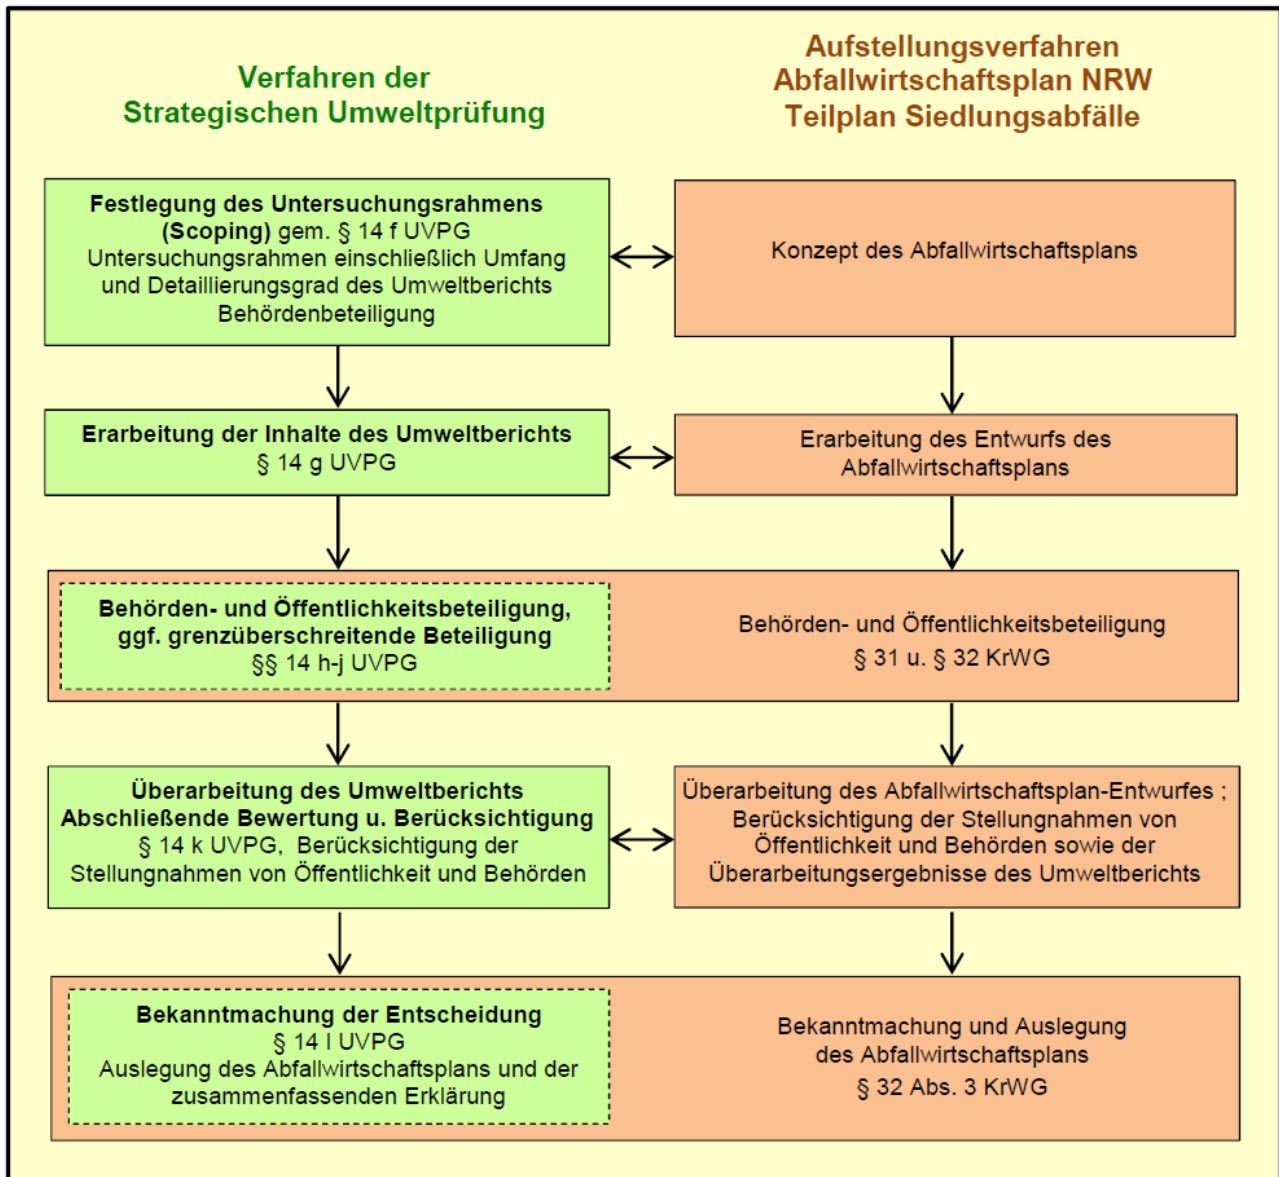 Verfahren der
Strategischen Umweltprüfung
Aufstellungsverfahren
Abfallwirtschaftsplan NRW
Teilplan Siedlungsabfälle
Festlegung des Untersuchungsrahmens
(Scoping) gem. § 14 f UVPG
Untersuchungsrahmen einschließlich Umfang
und Detaillierungsgrad des Umweltberichts
Behördenbeteiligung
Konzept des Abfallwirtschaftsplans
Erarbeitung der Inhalte des Umweltberichts
§ 14 g UVPG
Erarbeitung des Entwurfs des
Abfallwirtschaftsplans
Behörden- und Öffentlichkeitsbeteiligung,
ggf. grenzüberschreitende Beteiligung
§§ 14 h-j UVPG
Behörden- und Öffentlichkeitsbeteiligung
§ 31 u. § 32 KrWG
Überarbeitung des Umweltberichts
Abschließende Bewertung u. Berücksichtigung
§ 14 k UVPG, Berücksichtigung der
Stellungnahmen von Öffentlichkeit und Behörden
Überarbeitung des Abfallwirtschaftsplan-Entwurfes ;
Berücksichtigung der Stellungnahmen von
Öffentlichkeit und Behörden sowie der
Überarbeitungsergebnisse des Umweltberichts
Bekanntmachung der Entscheidung
§ 14 l UVPG
Auslegung des Abfallwirtschaftsplans und der
zusammenfassenden Erklärung
Bekanntmachung und Auslegung
des Abfallwirtschaftsplans
§ 32 Abs. 3 KrWG